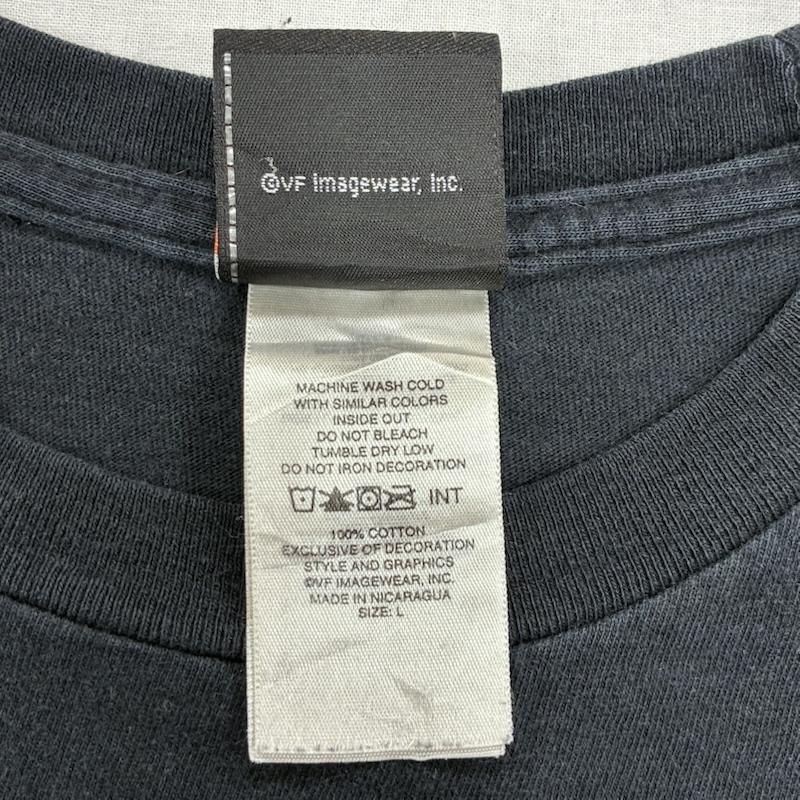 ©VF Imagewear, Inc.
MACHINE WASH COLD
WITH SIMILAR COLORS
INSIDE OUT
DO NOT BLEACH
TUMBLE DRY LOW
DO NOT IRON DECORATION
INT
100% COTTON
EXCLUSIVE OF DECORATION
STYLE AND GRAPHICS
©VF IMAGEWEAR, INC.
MADE IN NICARAGUA
SIZE: L